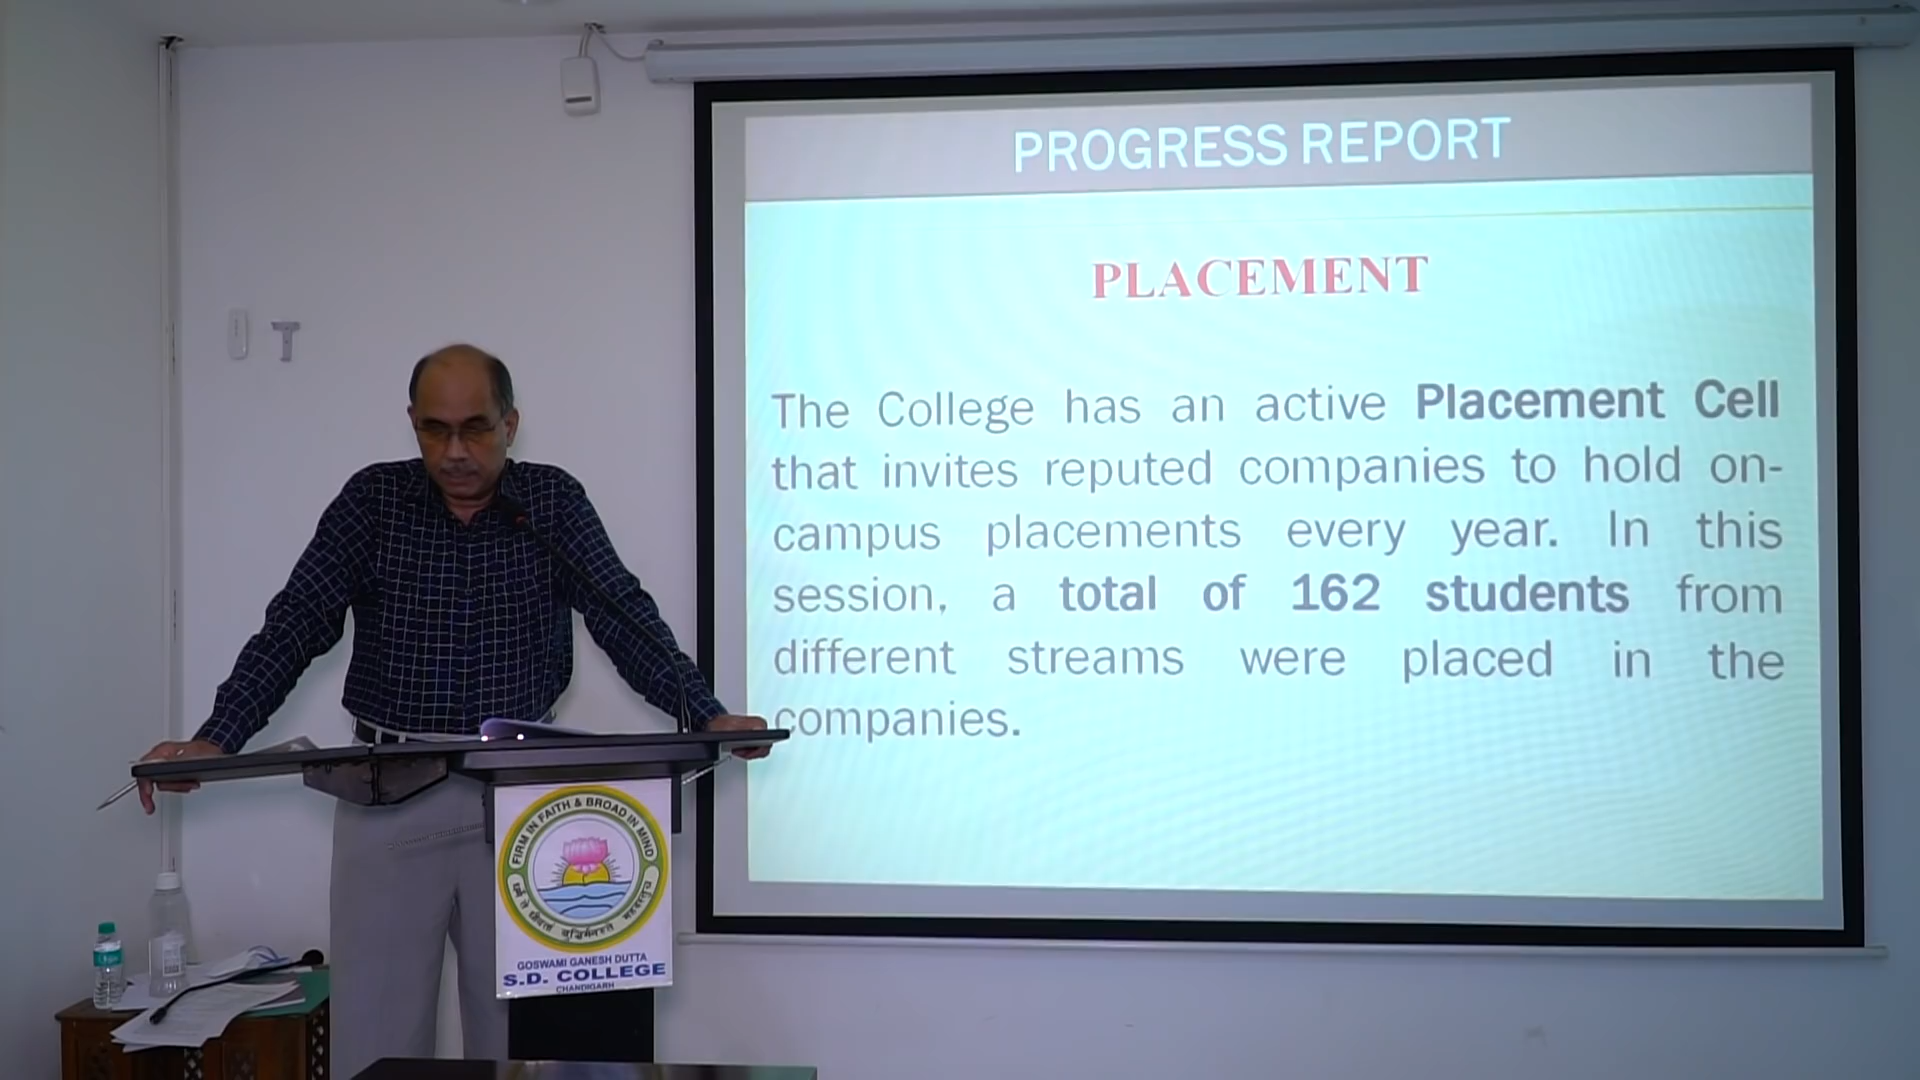 PROGRESS REPORT
PLACEMENT
The College has an active Placement Cell
that invites reputed companies to hold on-
campus placements every year. In this
session, a total of 162 students from
different streams were placed in the
companies.
FIRM IN FAITH & BROAD IN MIND
GOSWAMI GANESH DUTTA
S.D. COLLEGE
CHANDIGARH